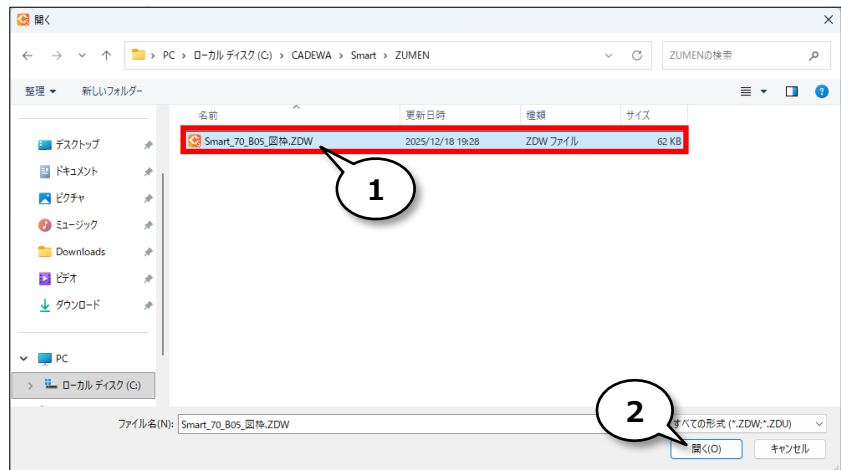 開く
PC › ローカル ディスク (C:) › CADEWA › Smart › ZUMEN
ZUMENの検索
整理 新しいフォルダー
名前 更新日時 種類 サイズ
Smart_70_B05_図枠.ZDW 2025/12/18 19:28 ZDW ファイル 62 KB
1
デスクトップ
ドキュメント
ピクチャ
ミュージック
Downloads
ビデオ
ダウンロード
PC
ローカル ディスク (C:)
2
ファイル名(N): Smart_70_B05_図枠.ZDW すべての形式 (*.ZDW;*.ZDU)
開く(O) キャンセル